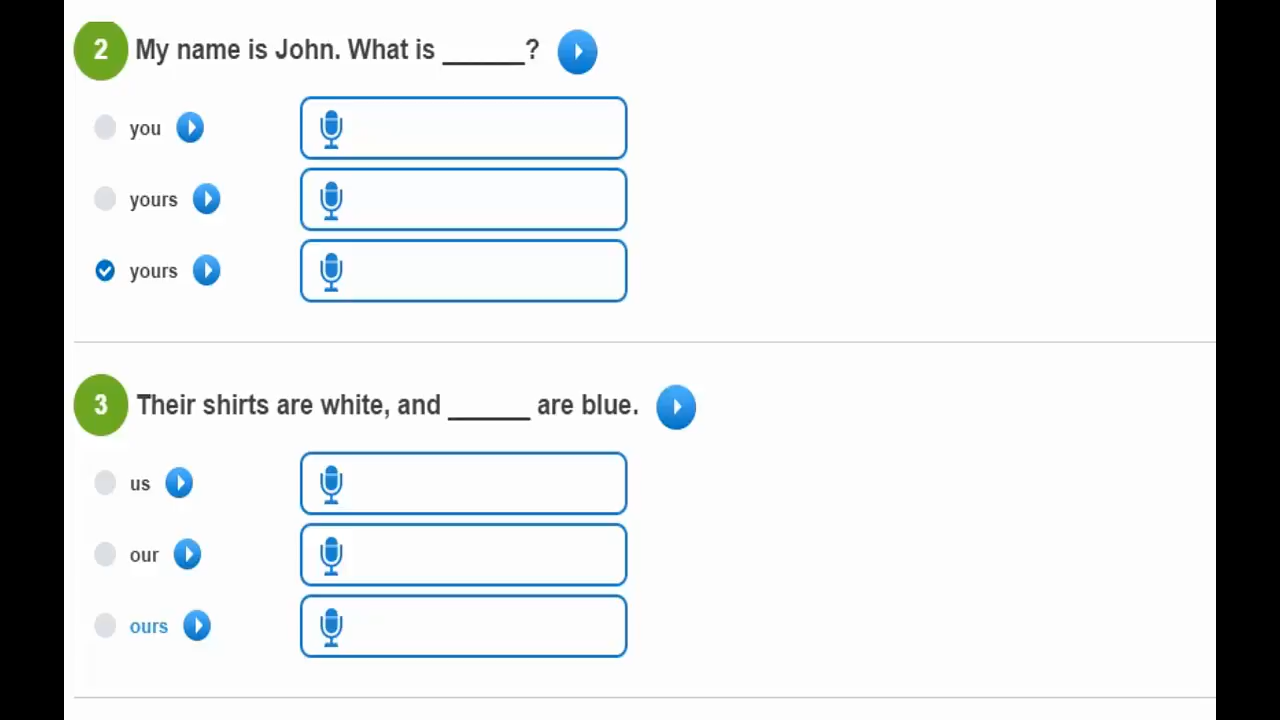 2 My name is John. What is ______?
you
yours
yours
3 Their shirts are white, and ______ are blue.
us
our
ours